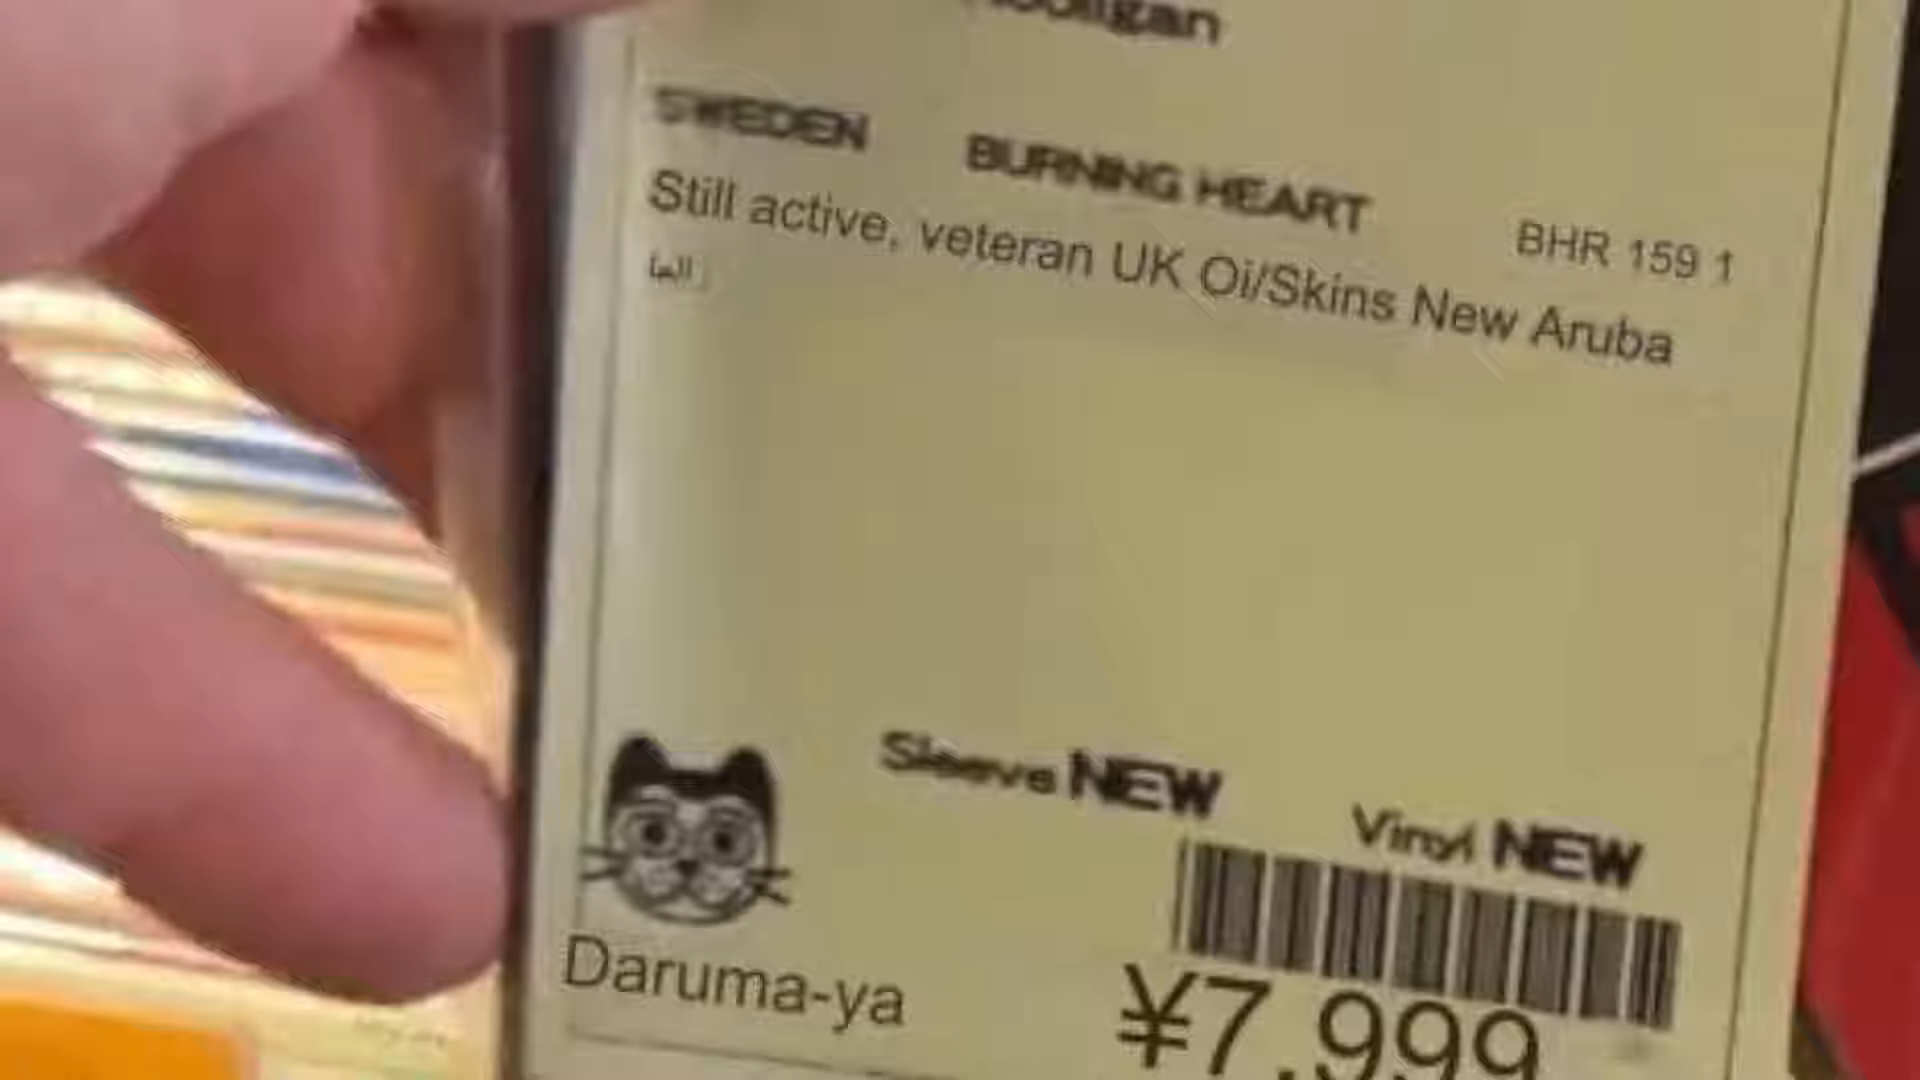 SWEDEN BURNING HEART BHR 159 1
Still active, veteran UK Oi/Skins New Aruba
Sleeve NEW Vinyl NEW
Daruma-ya
¥7,999